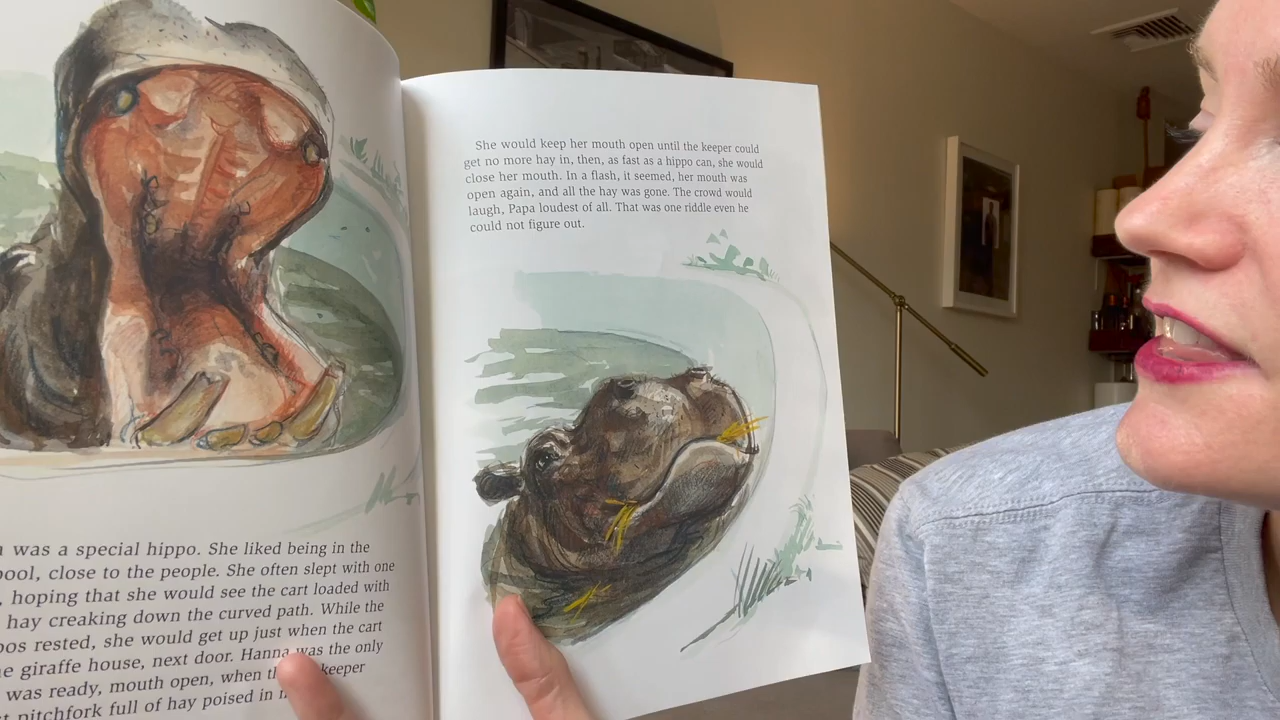 was a special hippo. She liked being in the
pool, close to the people. She often slept with one
, hoping that she would see the cart loaded with
hay creaking down the curved path. While the
rested, she would get up just when the cart
giraffe house, next door. Hanna was the only
was ready, mouth open, when keeper
pitchfork full of hay poised in
She would keep her mouth open until the keeper could
get no more hay in, then, as fast as a hippo can, she would
close her mouth. In a flash, it seemed, her mouth was
open again, and all the hay was gone. The crowd would
laugh, Papa loudest of all. That was one riddle even he
could not figure out.